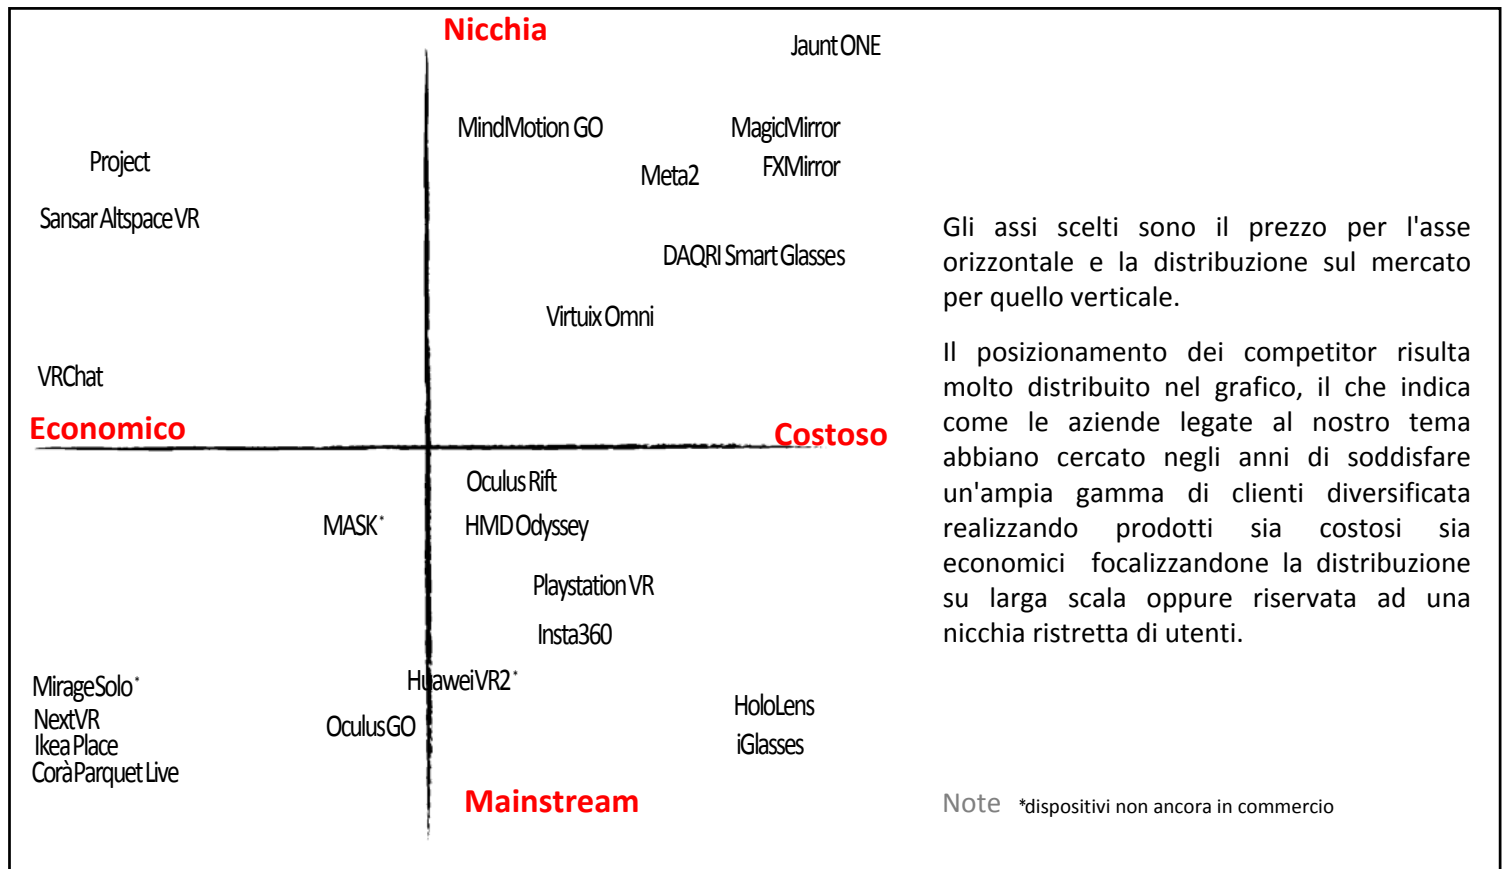 Nicchia
Jaunt ONE
MindMotion GO
MagicMirror
Project
Meta2
FXMirror
Sansar Altspace VR
DAQRI Smart Glasses
Virtuix Omni
VRChat
Economico
Costoso
Oculus Rift
MASK*
HMD Odyssey
Playstation VR
Insta360
MirageSolo*
HuaweiVR2*
NextVR
OculusGO
HoloLens
Ikea Place
iGlasses
Corà Parquet Live
Mainstream
Gli assi scelti sono il prezzo per l'asse
orizzontale e la distribuzione sul mercato
per quello verticale.
Il posizionamento dei competitor risulta
molto distribuito nel grafico, il che indica
come le aziende legate al nostro tema
abbiano cercato negli anni di soddisfare
un'ampia gamma di clienti diversificata
realizzando prodotti sia costosi sia
economici focalizzandone la distribuzione
su larga scala oppure riservata ad una
nicchia ristretta di utenti.
Note *dispositivi non ancora in commercio